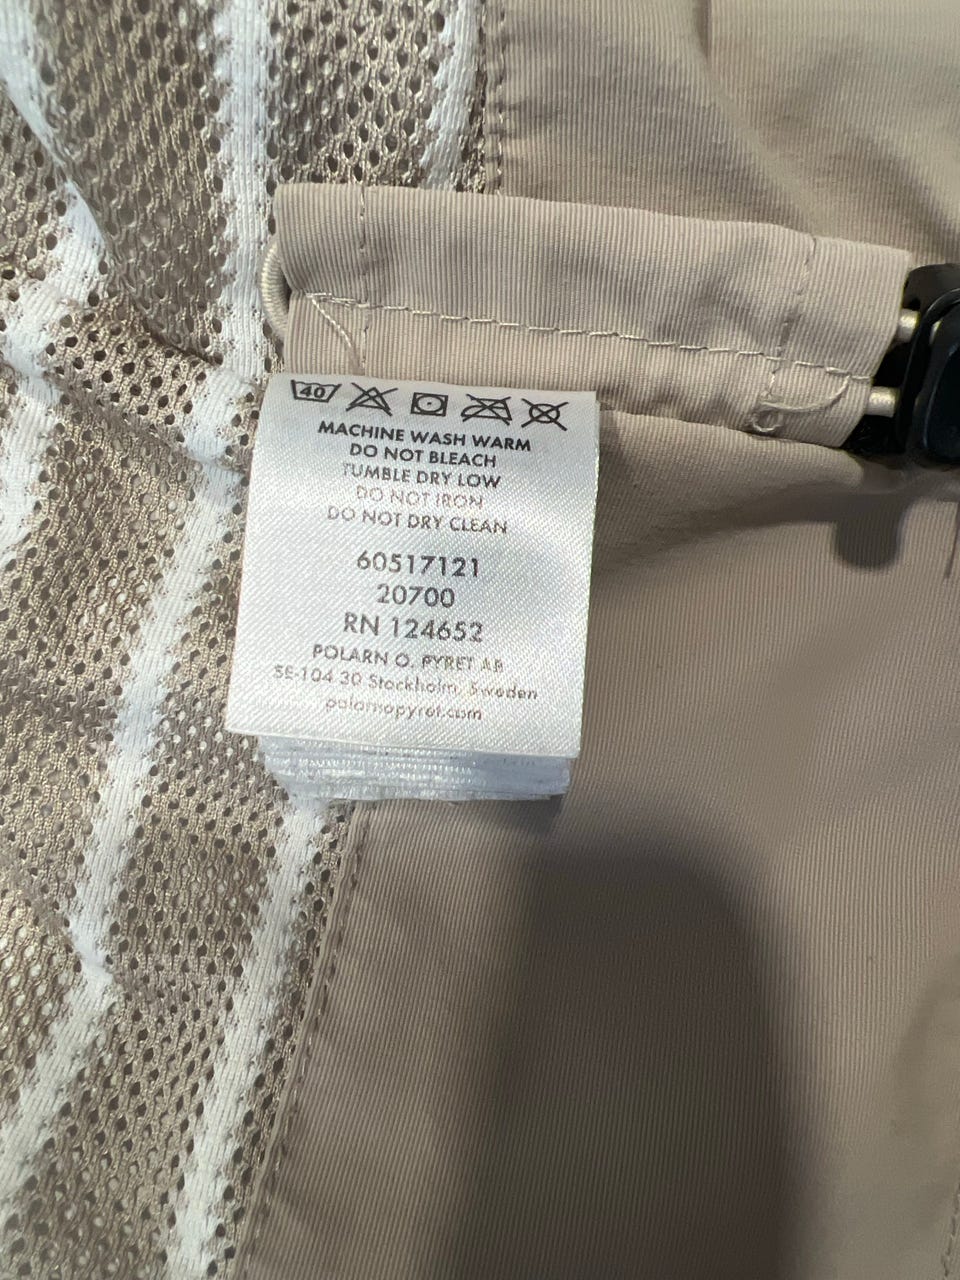 40
MACHINE WASH WARM
DO NOT BLEACH
TUMBLE DRY LOW
DO NOT IRON
DO NOT DRY CLEAN
60517121
20700
RN 124652
POLARN O. PYRET AB
SE-104 30 Stockholm, Sweden
polarnopyret.com